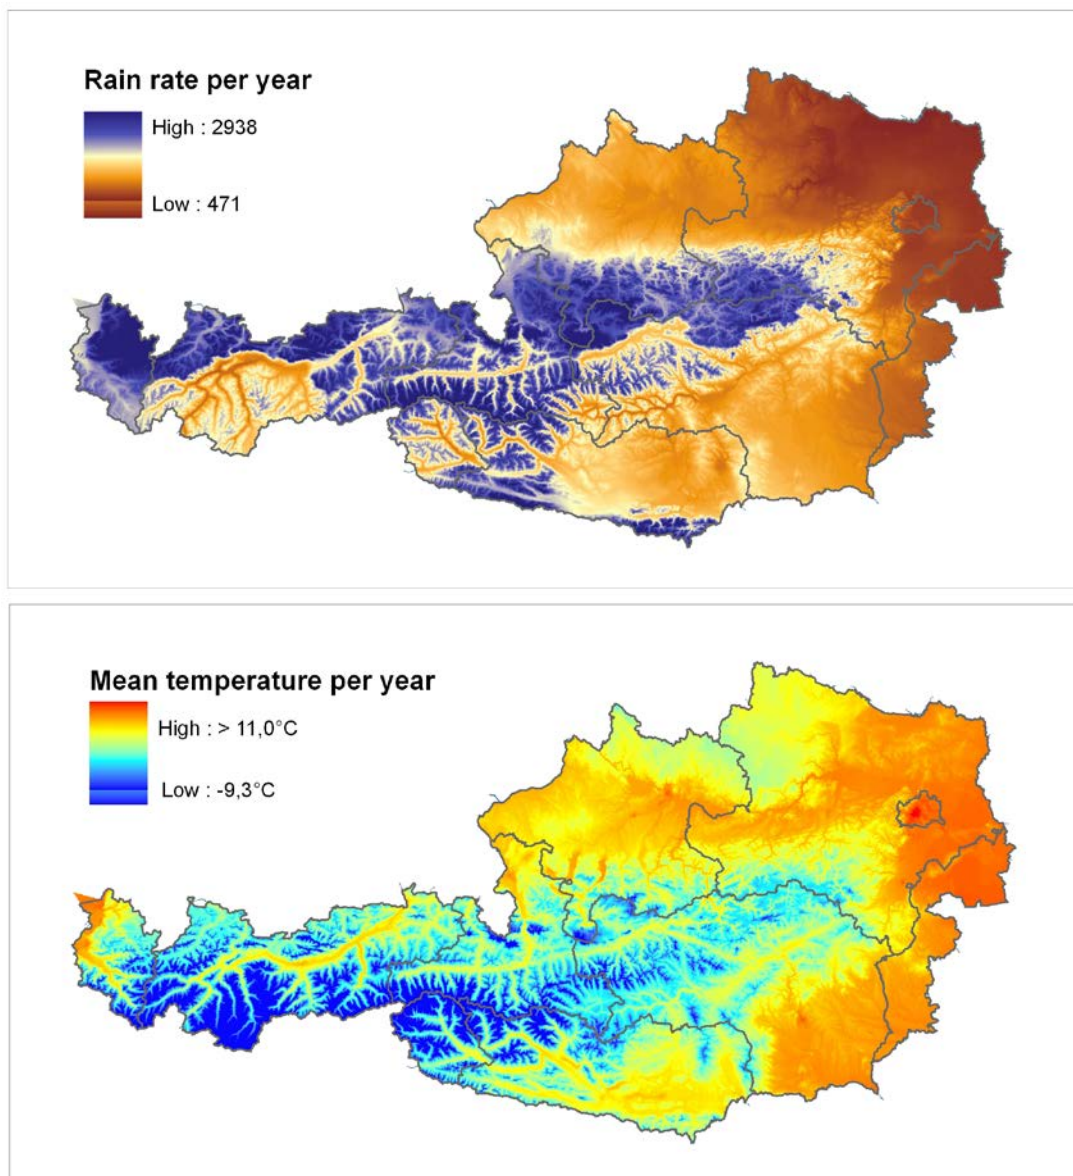 Rain rate per year
High : 2938
Low : 471
Mean temperature per year
High : > 11,0°C
Low : -9,3°C